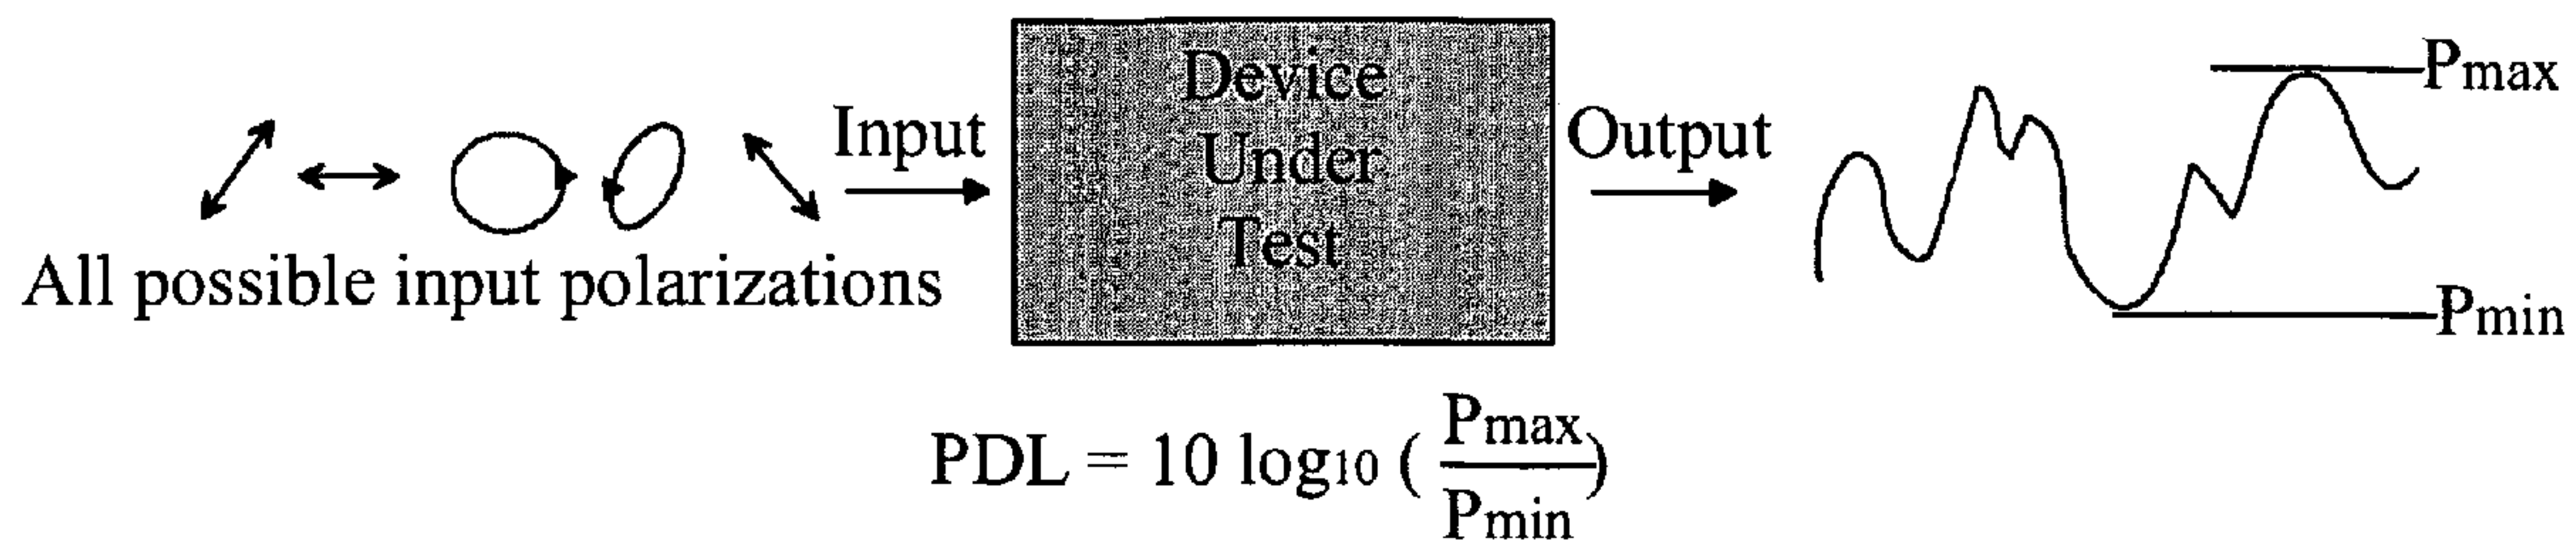 Device
Under
Test
Input
Output
Pmax
Pmin
All possible input polarizations
PDL = 10 log10 ( Pmax / Pmin )